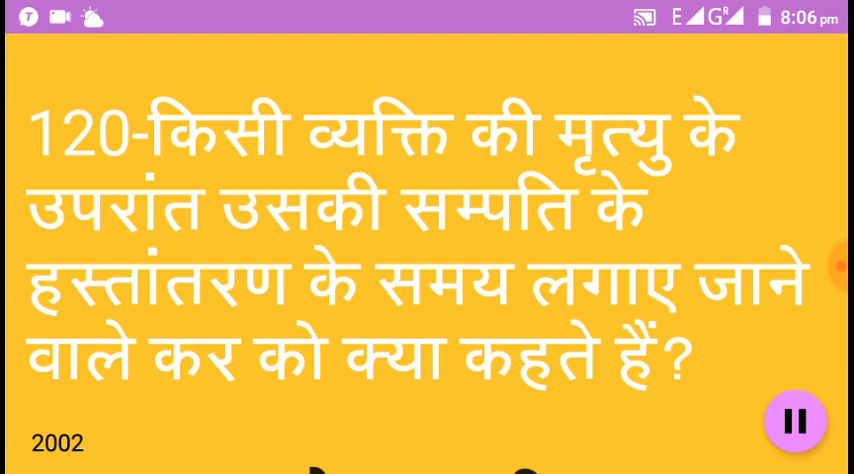 T E G R 8:06 pm
120-किसी व्यक्ति की मृत्यु के
उपरांत उसकी सम्पति के
हस्तांतरण के समय लगाए जाने
वाले कर को क्या कहते हैं?
2002